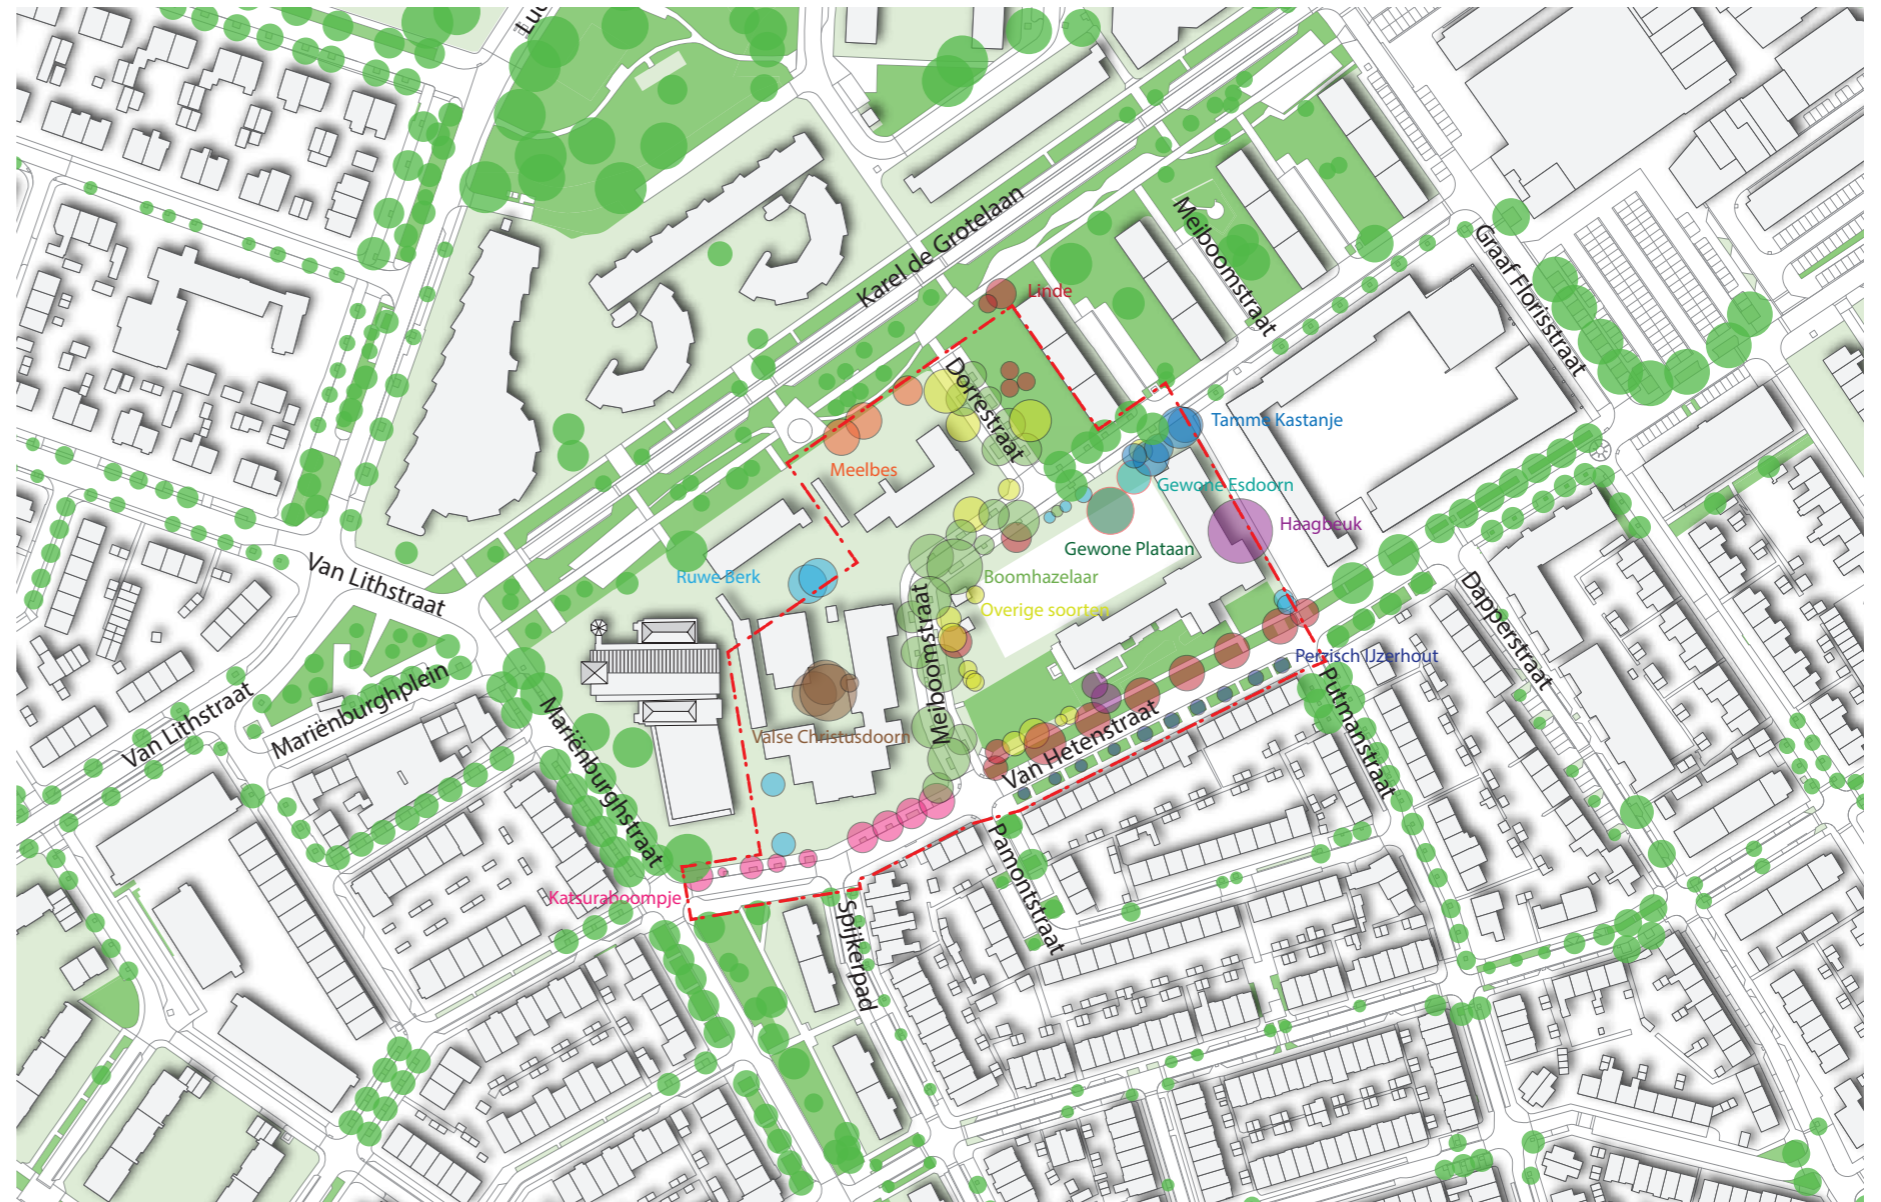 Luc
Karel de Grotelaan
Meiboomstraat
Graaf Florisstraat
Linde
Dorrestraat
Tamme Kastanje
Meelbes
Gewone Esdoorn
Haagbeuk
Gewone Plataan
Ruwe Berk
Boomhazelaar
Van Lithstraat
Overige soorten
Meiboomstraat
Dapperstraat
Perzisch IJzerhout
Putmanstraat
Mariënburghplein
Van Lithstraat
Mariënburghstraat
Valse Christusdoorn
Van Hetenstraat
Pamontstraat
Katsuraboompje
Spijkerpad